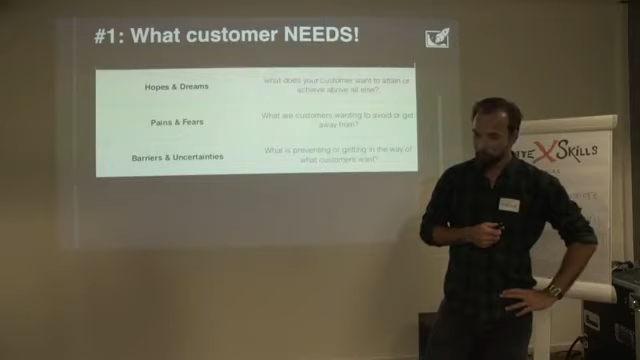 #1: What customer NEEDS!
Hopes & Dreams
What does your customer want to attain or
achieve above all else?
Pains & Fears
What are customers wanting to avoid or get
away from?
Barriers & Uncertainties
What is preventing or getting in the way of
what customers want?
X SKILLS